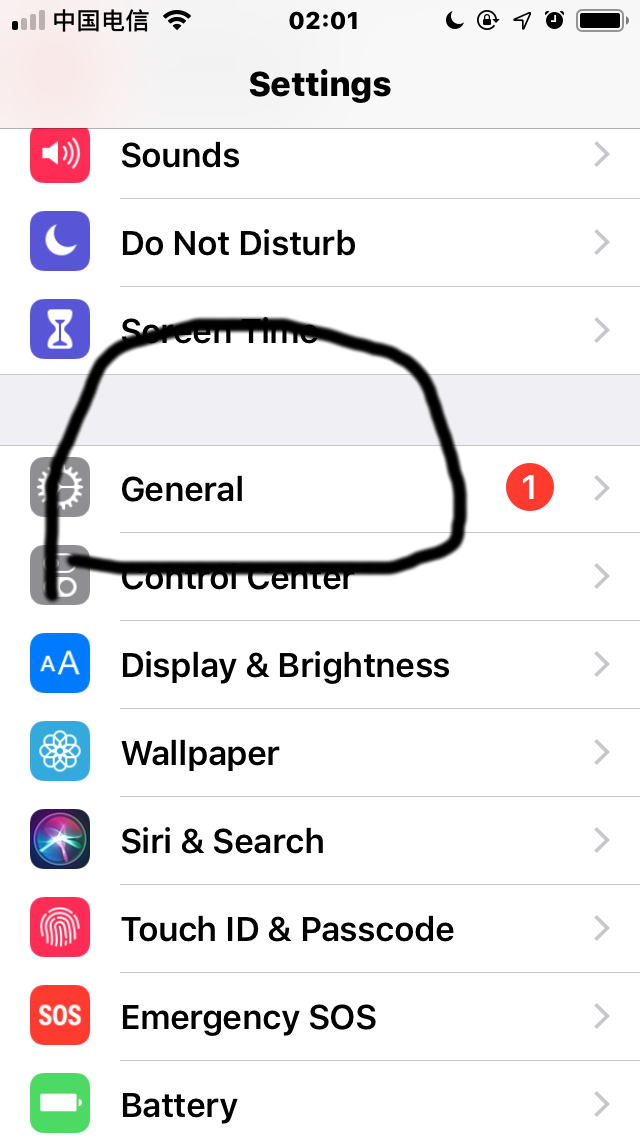 中国电信 02:01
Settings
Sounds
Do Not Disturb
Screen Time
General 1
Control Center
AA Display & Brightness
Wallpaper
Siri & Search
Touch ID & Passcode
SOS Emergency SOS
Battery